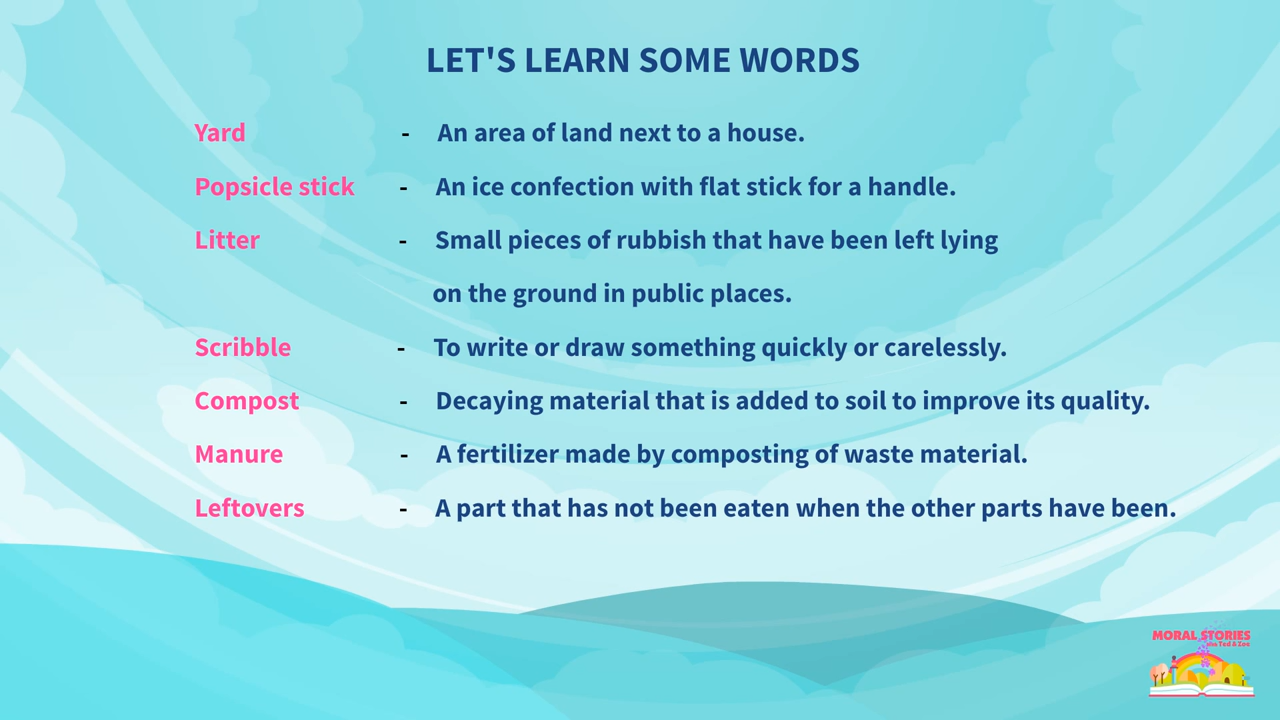 LET'S LEARN SOME WORDS
Yard - An area of land next to a house.
Popsicle stick - An ice confection with flat stick for a handle.
Litter - Small pieces of rubbish that have been left lying
on the ground in public places.
Scribble - To write or draw something quickly or carelessly.
Compost - Decaying material that is added to soil to improve its quality.
Manure - A fertilizer made by composting of waste material.
Leftovers - A part that has not been eaten when the other parts have been.
MORAL STORIES
with Ted & Zoe